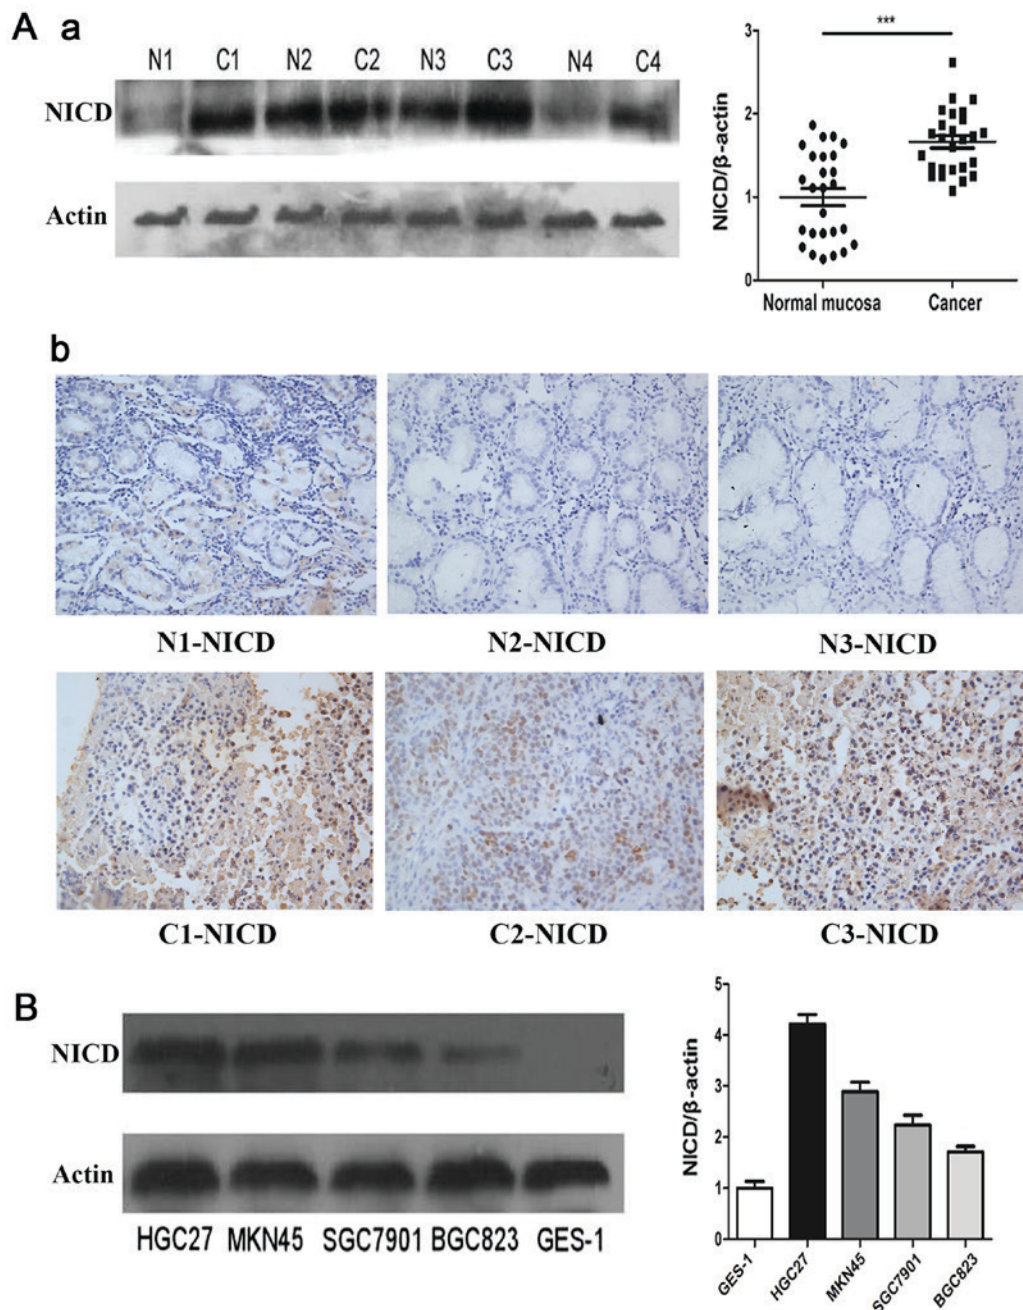 A a
N1 C1 N2 C2 N3 C3 N4 C4
NICD
Actin
***
3
2
1
0
NICD/β-actin
Normal mucosa Cancer
b
N1-NICD N2-NICD N3-NICD
C1-NICD C2-NICD C3-NICD
B
NICD
Actin
HGC27 MKN45 SGC7901 BGC823 GES-1
5
4
3
2
1
0
NICD/β-actin
GES-1 HGC27 MKN45 SGC7901 BGC823